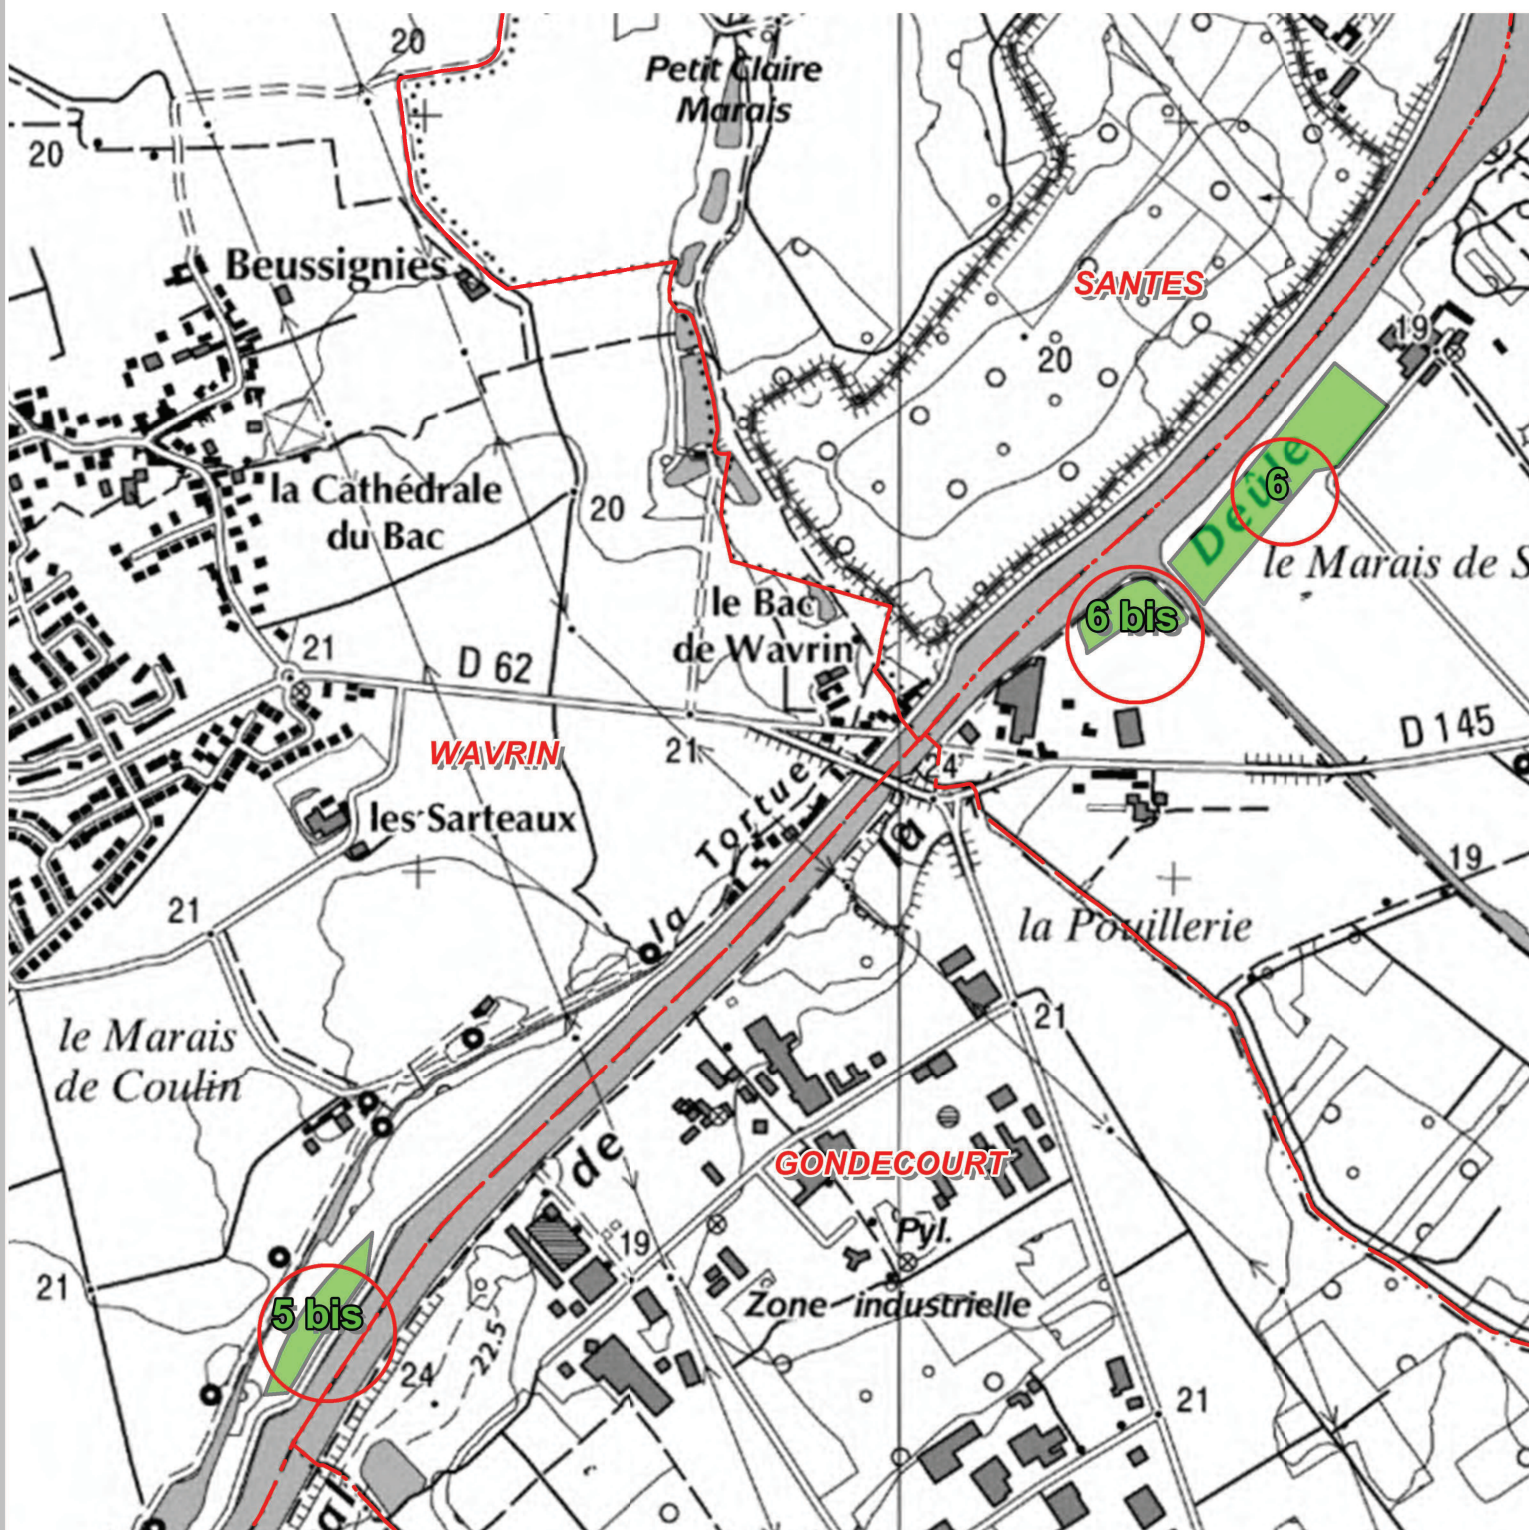 20
Petit Claire
Marais
20
Beussignies
SANTES
19
20
la Cathédrale
du Bac
20
6
Deûle
le Marais de S
le Bac
de Wavrin
6 bis
21
D 62
D 145
WAVRIN
21
24
les Sarteaux
Tortue
la
19
21
la
la Pouillerie
le Marais
de Coulin
21
de
GONDECOURT
Pyl.
19
21
Zone industrielle
5 bis
22.5
24
21
al